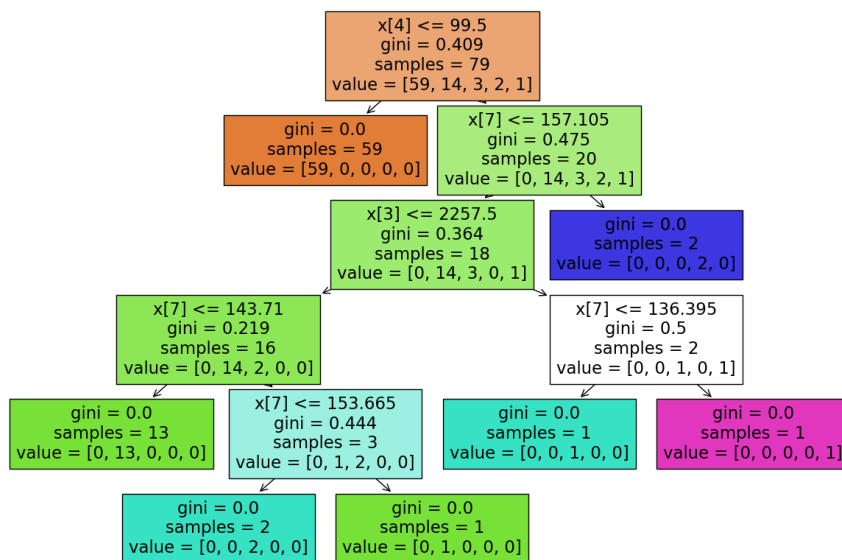 x[4] <= 99.5
gini = 0.409
samples = 79
value = [59, 14, 3, 2, 1]
gini = 0.0
samples = 59
value = [59, 0, 0, 0, 0]
x[7] <= 157.105
gini = 0.475
samples = 20
value = [0, 14, 3, 2, 1]
x[3] <= 2257.5
gini = 0.364
samples = 18
value = [0, 14, 3, 0, 1]
gini = 0.0
samples = 2
value = [0, 0, 0, 2, 0]
x[7] <= 143.71
gini = 0.219
samples = 16
value = [0, 14, 2, 0, 0]
x[7] <= 136.395
gini = 0.5
samples = 2
value = [0, 0, 1, 0, 1]
gini = 0.0
samples = 13
value = [0, 13, 0, 0, 0]
x[7] <= 153.665
gini = 0.444
samples = 3
value = [0, 1, 2, 0, 0]
gini = 0.0
samples = 1
value = [0, 0, 1, 0, 0]
gini = 0.0
samples = 1
value = [0, 0, 0, 0, 1]
gini = 0.0
samples = 2
value = [0, 0, 2, 0, 0]
gini = 0.0
samples = 1
value = [0, 1, 0, 0, 0]